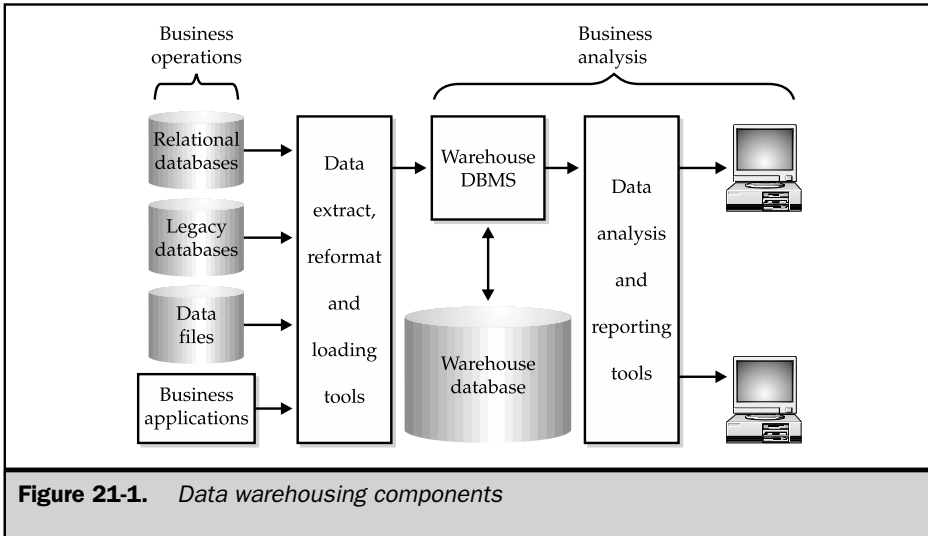 Business
operations
Business
analysis
Relational
databases
Legacy
databases
Data
files
Business
applications
Data
extract,
reformat
and
loading
tools
Warehouse
DBMS
Warehouse
database
Data
analysis
and
reporting
tools
Figure 21-1. Data warehousing components